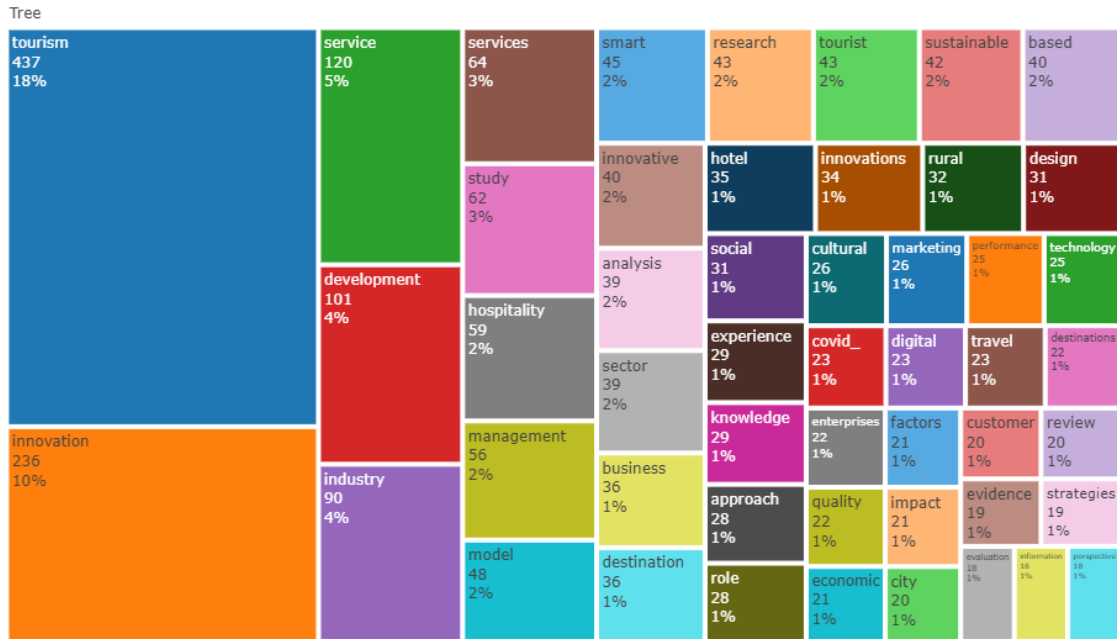 Tree
tourism
437
18%
innovation
236
10%
service
120
5%
development
101
4%
industry
90
4%
services
64
3%
study
62
3%
hospitality
59
2%
management
56
2%
model
48
2%
smart
45
2%
research
43
2%
tourist
43
2%
sustainable
42
2%
based
40
2%
innovative
40
2%
analysis
39
2%
sector
39
2%
business
36
1%
destination
36
1%
hotel
35
1%
innovations
34
1%
rural
32
1%
design
31
1%
social
31
1%
experience
29
1%
knowledge
29
1%
approach
28
1%
role
28
1%
cultural
26
1%
marketing
26
1%
performance
25
1%
technology
25
1%
covid_
23
1%
digital
23
1%
travel
23
1%
destinations
22
1%
enterprises
22
1%
quality
22
1%
economic
21
1%
factors
21
1%
impact
21
1%
city
20
1%
customer
20
1%
review
20
1%
evidence
19
1%
strategies
19
1%
evaluation
18
1%
information
18
1%
perspective
18
1%